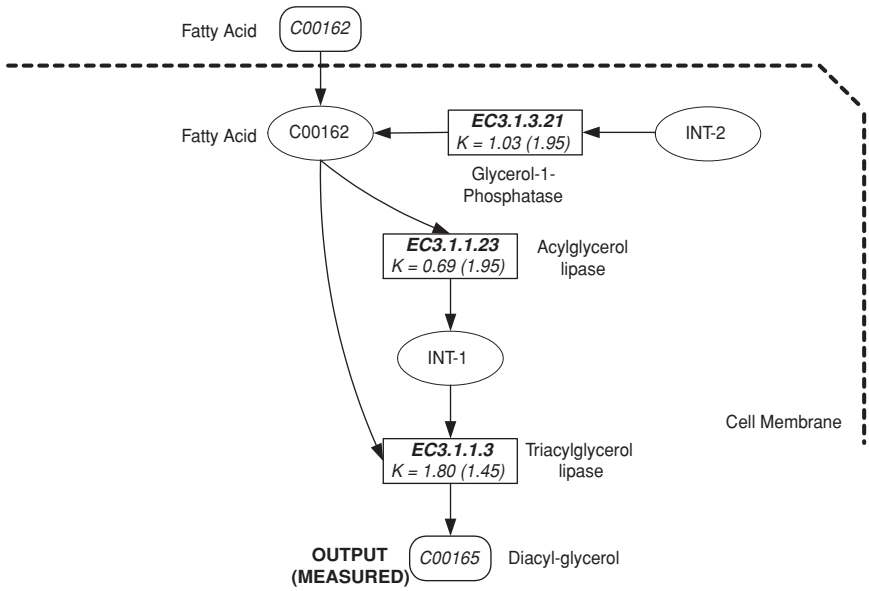 Fatty Acid
C00162
Fatty Acid
C00162
EC3.1.3.21
K = 1.03 (1.95)
INT-2
Glycerol-1-
Phosphatase
EC3.1.1.23
K = 0.69 (1.95)
Acylglycerol
lipase
INT-1
Cell Membrane
EC3.1.1.3
K = 1.80 (1.45)
Triacylglycerol
lipase
OUTPUT
(MEASURED)
C00165
Diacyl-glycerol